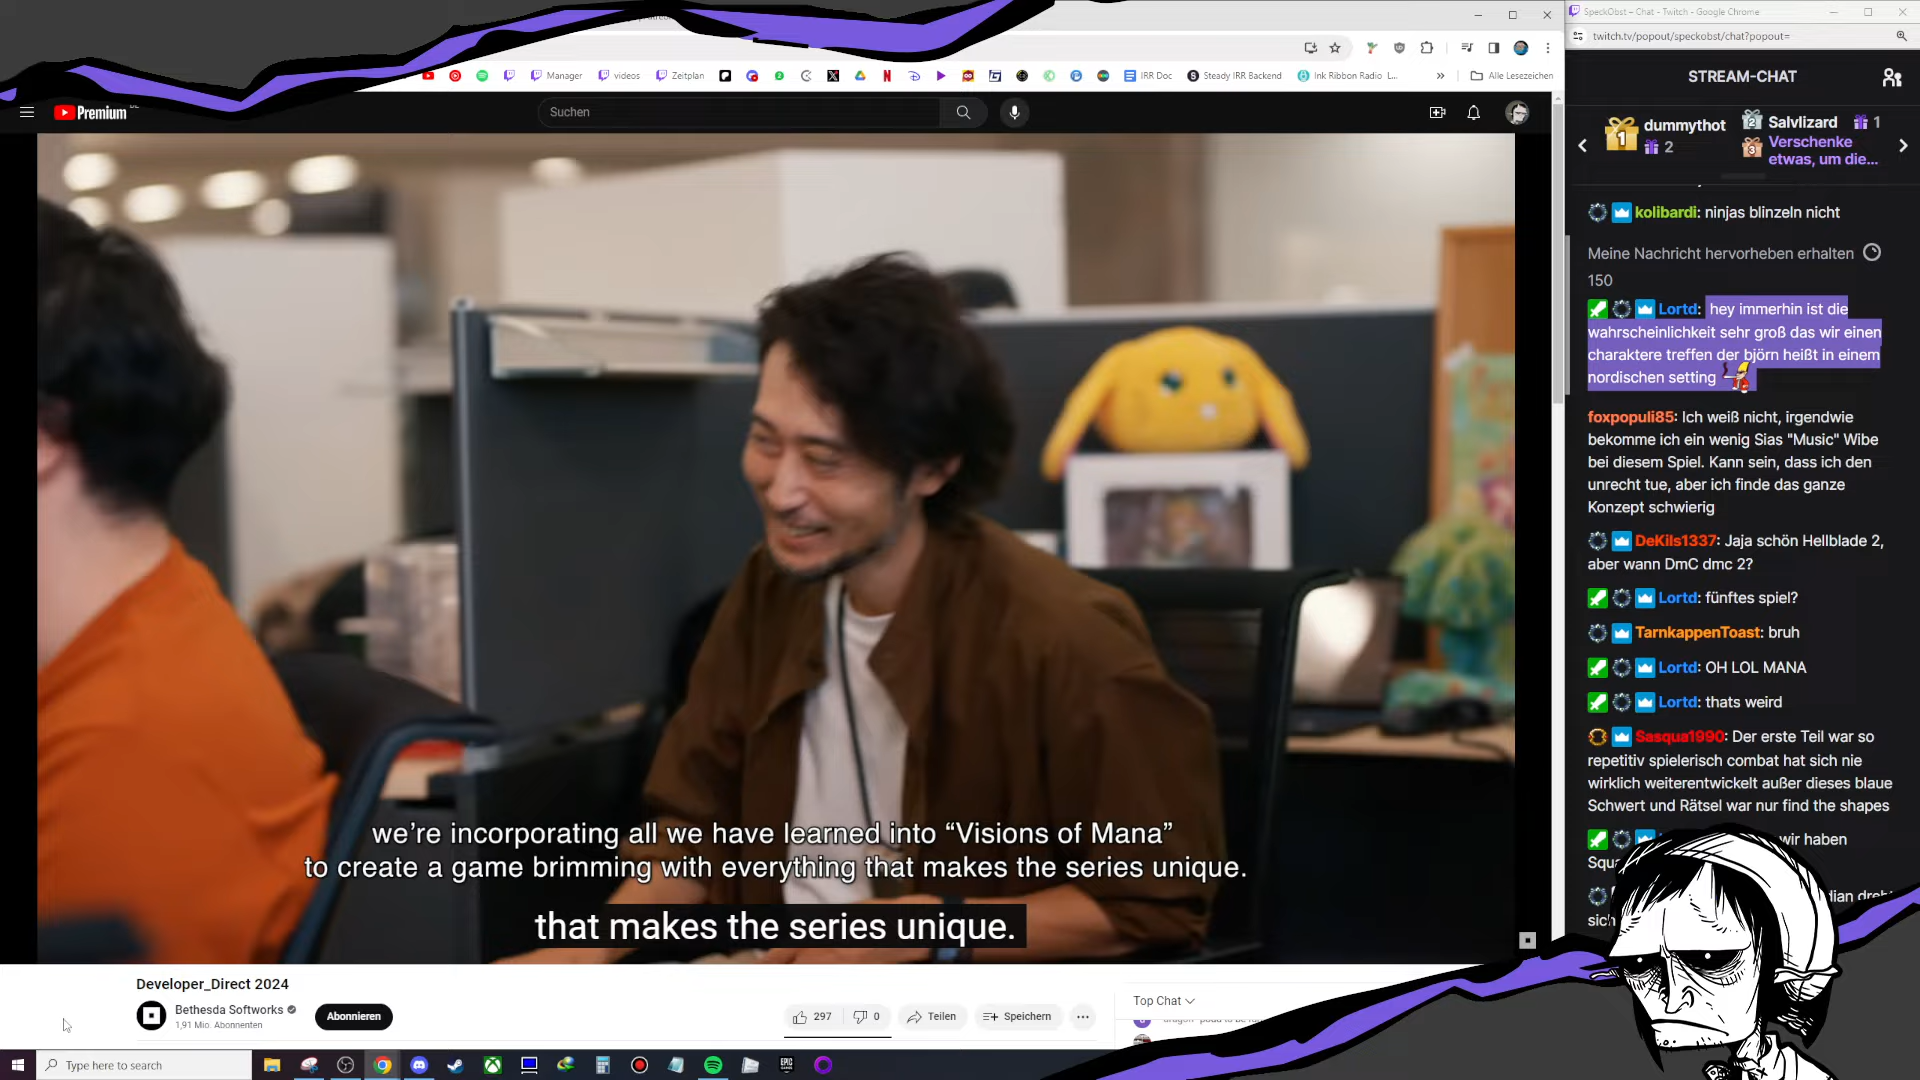 SpeckObst – Chat - Twitch - Google Chrome
twitch.tv/popout/speckobst/chat?popout=
Manager
videos
Zeitplan
IRR Doc
Steady IRR Backend
Ink Ribbon Radio L...
»
Alle Lesezeichen
Premium
Suchen
STREAM-CHAT
1
dummythot
2
2
Salvlizard
1
3
Verschenke
etwas, um die...
kolibardi: ninjas blinzeln nicht
Meine Nachricht hervorheben erhalten
150
Lortd: hey immerhin ist die
wahrscheinlichkeit sehr groß das wir einen
charaktere treffen der björn heißt in einem
nordischen setting
foxpopuli85: Ich weiß nicht, irgendwie
bekomme ich ein wenig Sias "Music" Wibe
bei diesem Spiel. Kann sein, dass ich den
unrecht tue, aber ich finde das ganze
Konzept schwierig
DeKils1337: Jaja schön Hellblade 2,
aber wann DmC dmc 2?
Lortd: fünftes spiel?
TarnkappenToast: bruh
Lortd: OH LOL MANA
Lortd: thats weird
Sasqua1990: Der erste Teil war so
repetitiv spielerisch combat hat sich nie
wirklich weiterentwickelt außer dieses blaue
Schwert und Rätsel war nur find the shapes
wir haben
we're incorporating all we have learned into “Visions of Mana”
to create a game brimming with everything that makes the series unique.
that makes the series unique.
Developer_Direct 2024
Bethesda Softworks
1,91 Mio. Abonnenten
Abonnieren
297
0
Teilen
Speichern
Top Chat
Type here to search